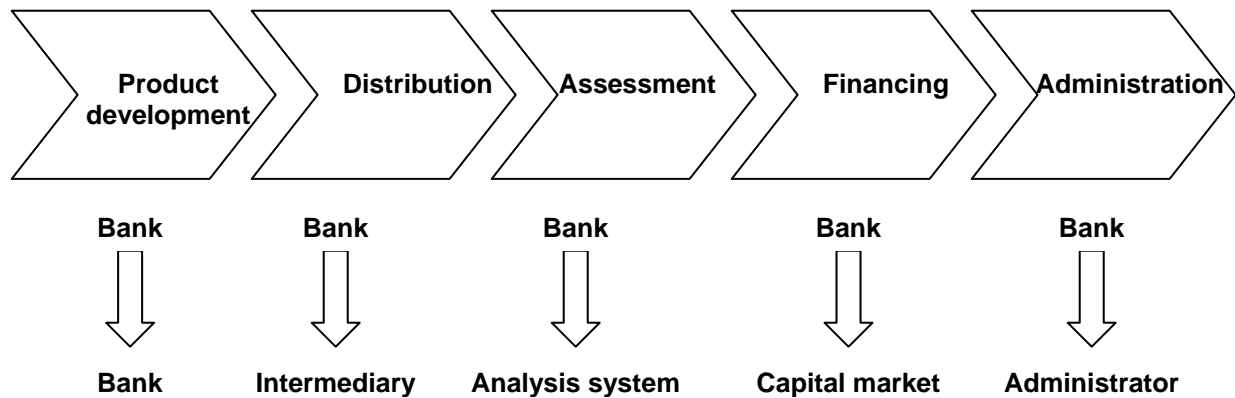 Product development
Distribution
Assessment
Financing
Administration
Bank
Bank
Bank
Bank
Bank
Bank
Intermediary
Analysis system
Capital market
Administrator